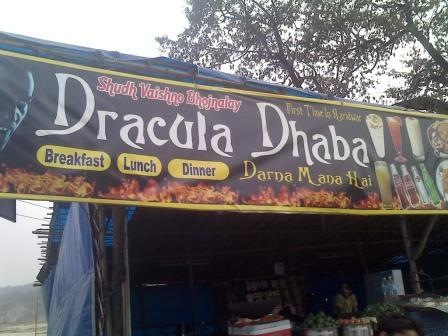 Shudh Vaishno Bhojnalay
First Time In Haridwar
Dracula Dhaba
Breakfast Lunch Dinner
Darna Mana Hai